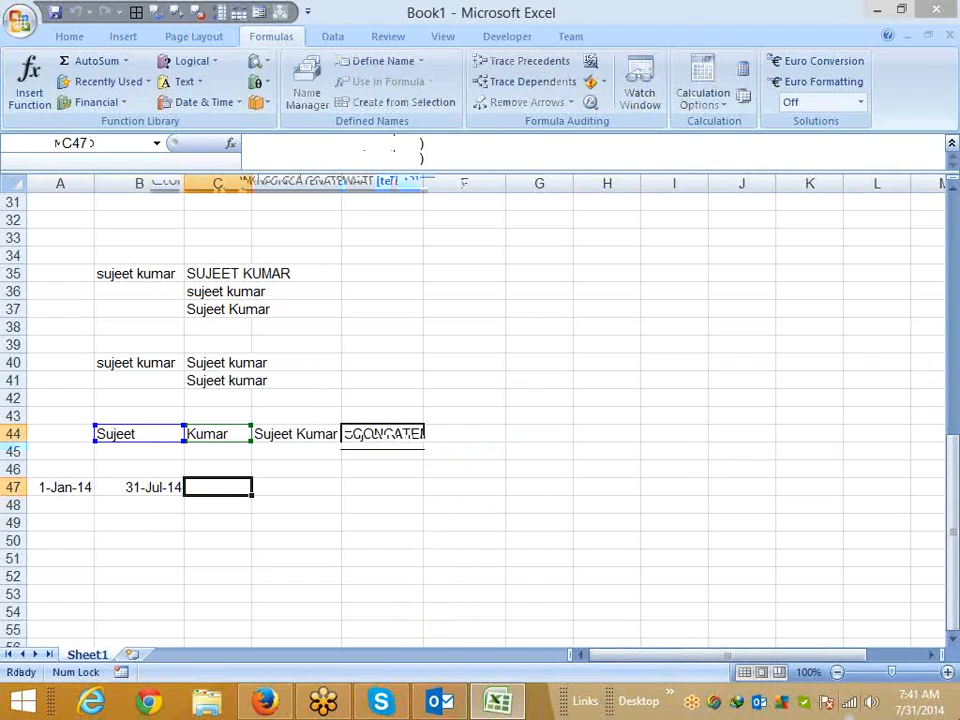 Book1 - Microsoft Excel
Home Insert Page Layout Formulas Data Review View Developer Team
fx Insert Function
Σ AutoSum
Recently Used
Financial
Logical
Text
Date & Time
Function Library
Name Manager
Define Name
Use in Formula
Create from Selection
Defined Names
Trace Precedents
Trace Dependents
Remove Arrows
Formula Auditing
Watch Window
Calculation Options
Calculation
Euro Conversion
Euro Formatting
Off
Solutions
fx )
)
A B C G H I J K L
31
32
33
34
35 sujeet kumar SUJEET KUMAR
36 sujeet kumar
37 Sujeet Kumar
38
39
40 sujeet kumar Sujeet kumar
41 Sujeet kumar
42
43
44 Sujeet Kumar Sujeet Kumar
45
46
47 1-Jan-14 31-Jul-14
48
49
50
51
52
53
54
55
Sheet1
Num Lock 100%
Links Desktop » 7:41 AM
7/31/2014